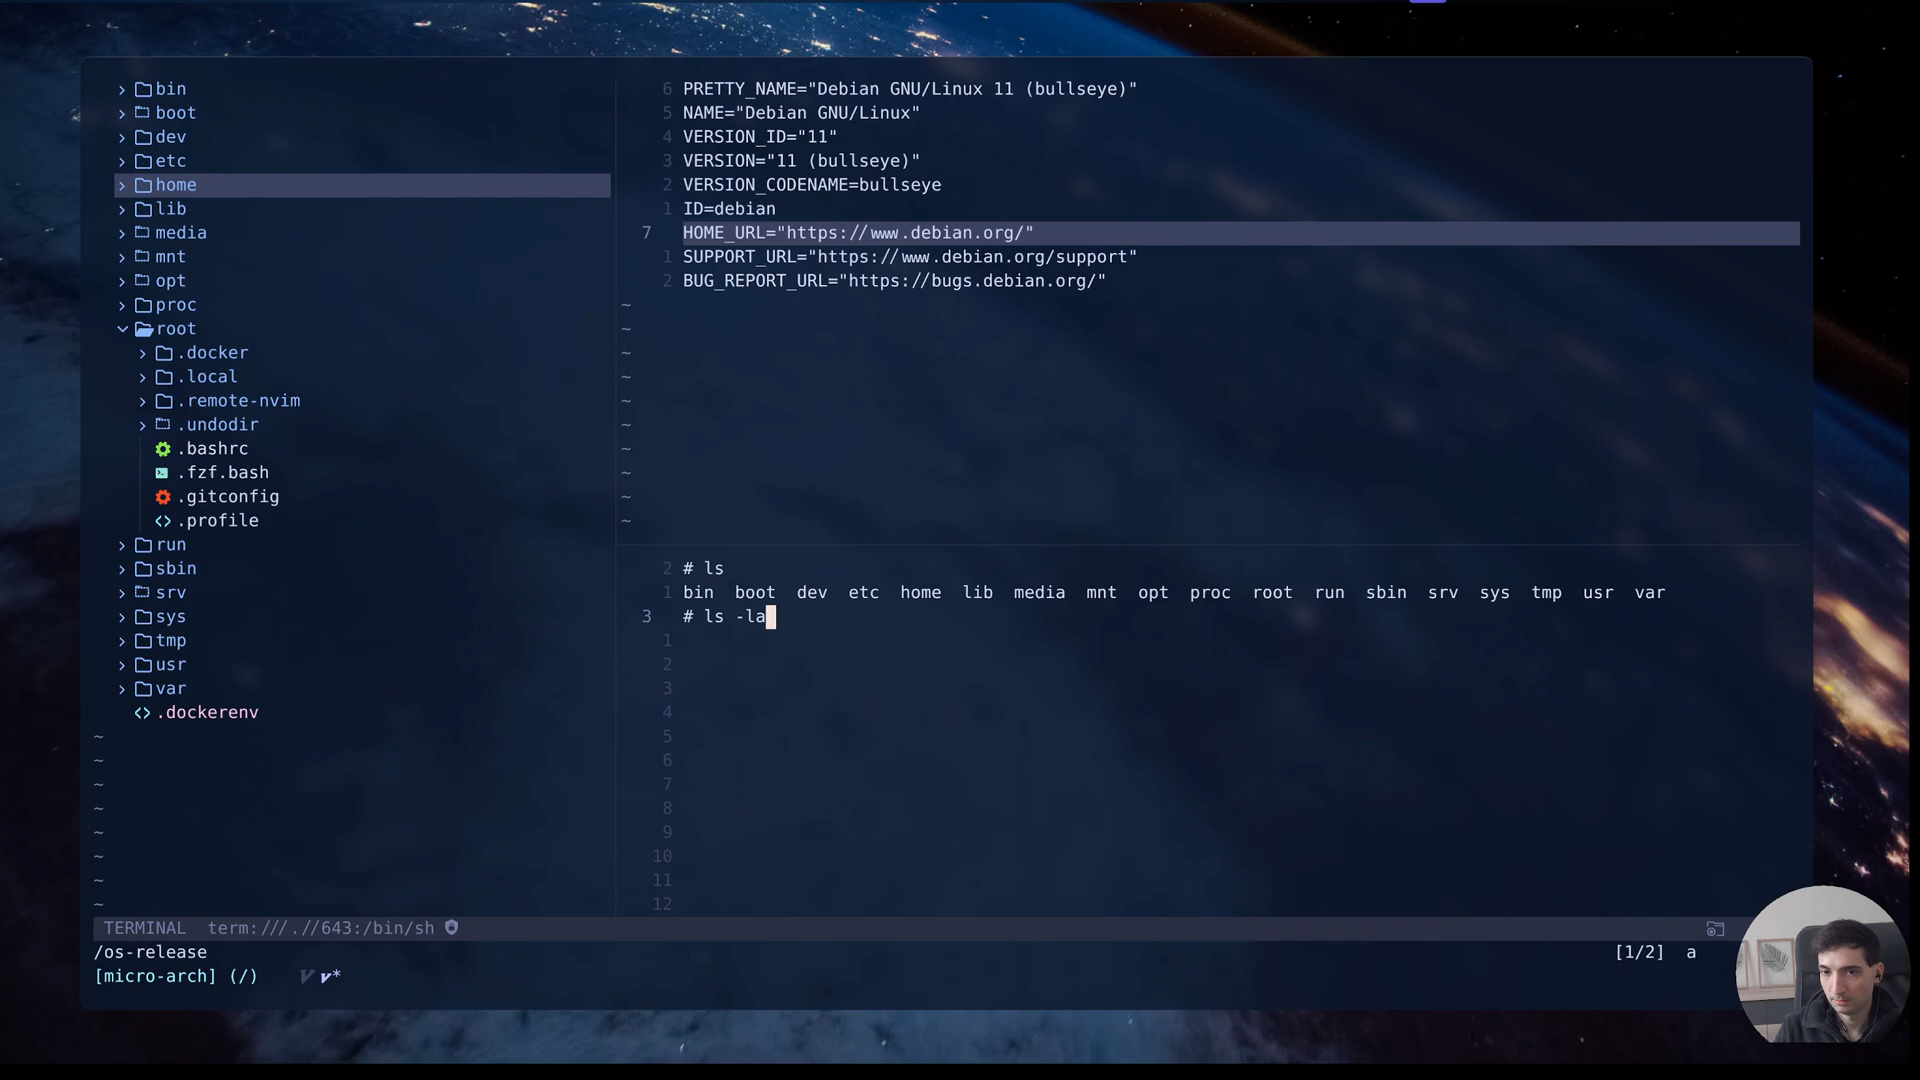 bin
boot
dev
etc
home
lib
media
mnt
opt
proc
root
.docker
.local
.remote-nvim
.undodir
.bashrc
.fzf.bash
.gitconfig
.profile
run
sbin
srv
sys
tmp
usr
var
.dockerenv
~
~
~
~
~
~
~
~
6 PRETTY_NAME="Debian GNU/Linux 11 (bullseye)"
5 NAME="Debian GNU/Linux"
4 VERSION_ID="11"
3 VERSION="11 (bullseye)"
2 VERSION_CODENAME=bullseye
1 ID=debian
7 HOME_URL="https://www.debian.org/"
1 SUPPORT_URL="https://www.debian.org/support"
2 BUG_REPORT_URL="https://bugs.debian.org/"
~
~
~
~
~
~
~
~
~
~
2 # ls
1 bin boot dev etc home lib media mnt opt proc root run sbin srv sys tmp usr var
3 # ls -la
1
2
3
4
5
6
7
8
9
10
11
12
TERMINAL term:///.//643:/bin/sh
/os-release [1/2] a
[micro-arch] (/) v*